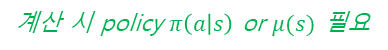 계산 시 policy π(a|s) or μ(s) 필요